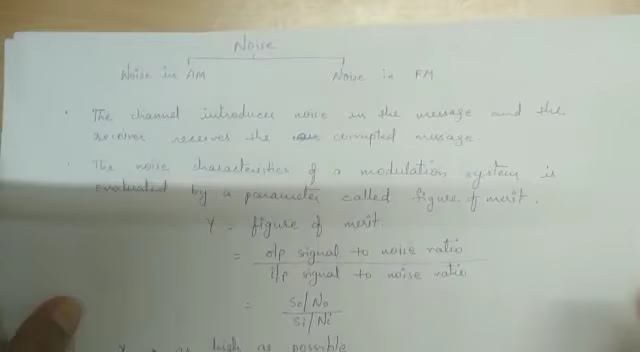 Noise
Noise in AM Noise in FM
· The channel introduces noise in the message and the
receiver receives the corrupted message.
· The noise characteristics of a modulation system is
evaluated by a parameter called figure of merit.
γ = figure of merit.
= o/p signal to noise ratio
i/p signal to noise ratio
= So/No
Si/Ni
as high as possible